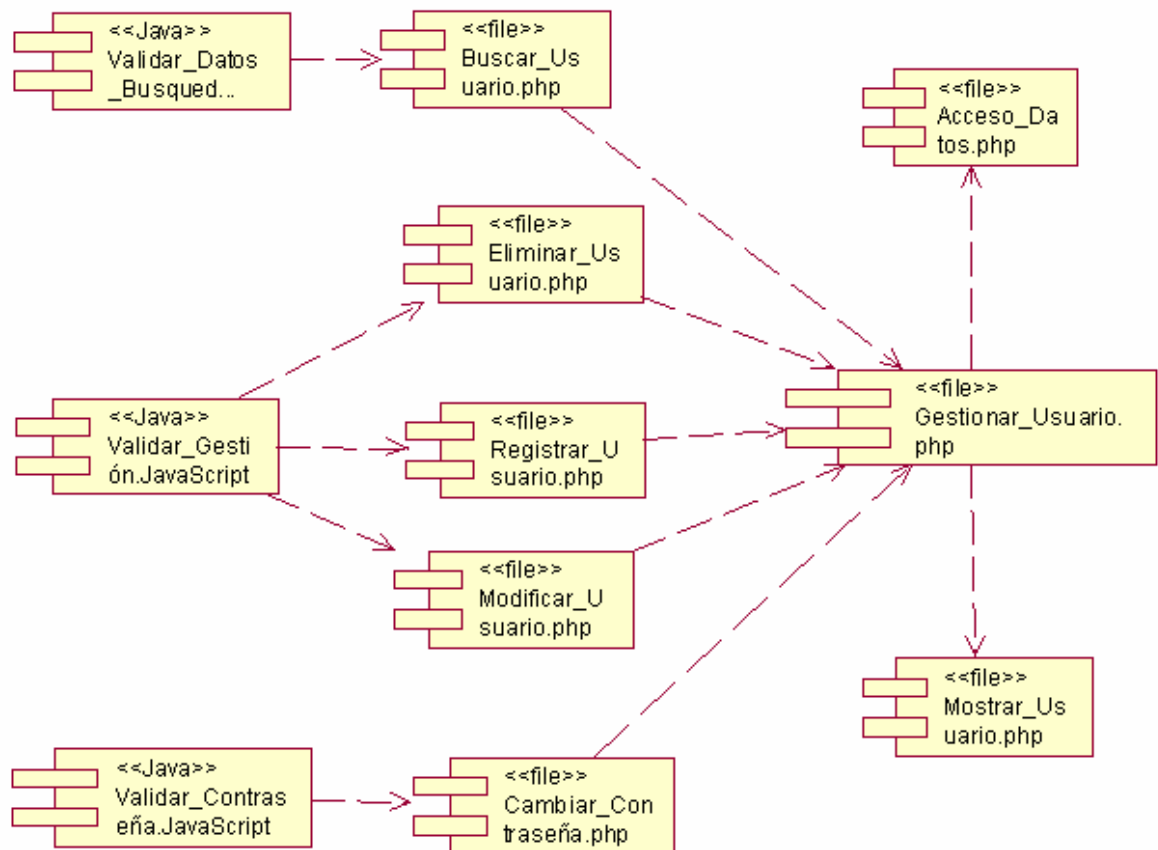 <<Java>>
Validar_Datos
_Busqued...
<<file>>
Buscar_Us
uario.php
<<file>>
Acceso_Da
tos.php
<<file>>
Eliminar_Us
uario.php
<<Java>>
Validar_Gesti
ón.JavaScript
<<file>>
Registrar_U
suario.php
<<file>>
Gestionar_Usuario.
php
<<file>>
Modificar_U
suario.php
<<file>>
Mostrar_Us
uario.php
<<Java>>
Validar_Contras
eña.JavaScript
<<file>>
Cambiar_Con
traseña.php